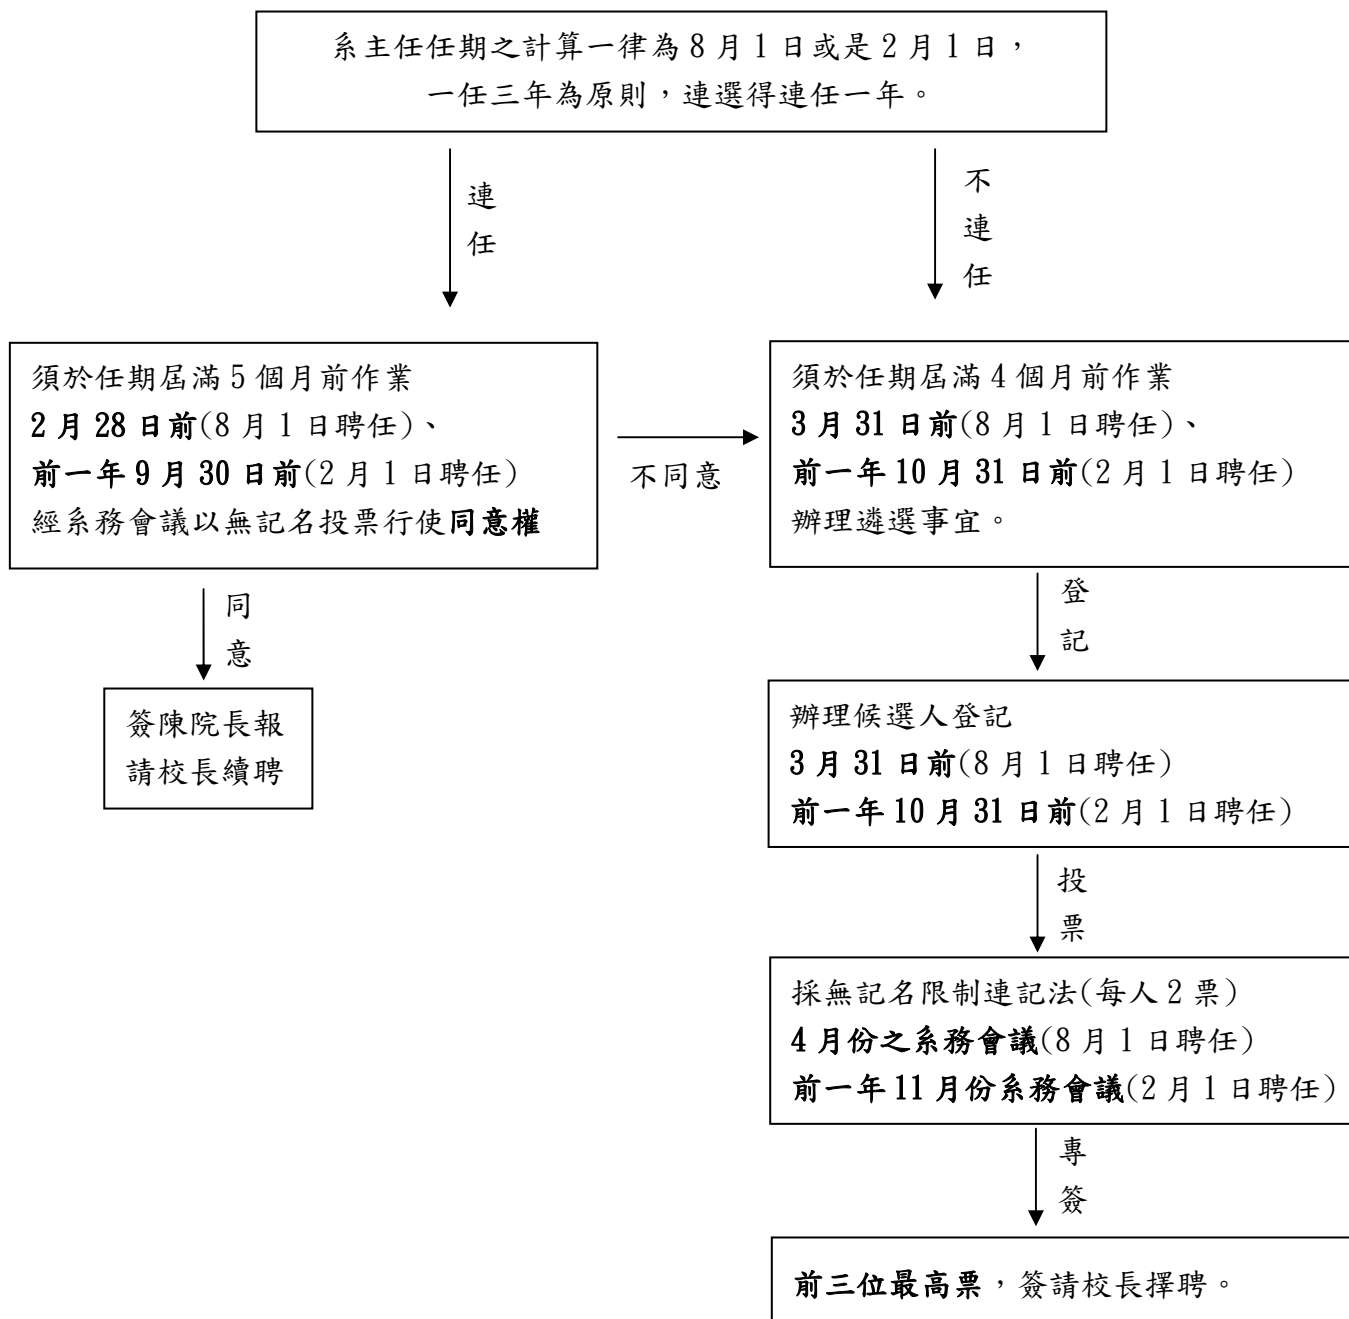 系主任任期之計算一律為8月1日或是2月1日，
一任三年為原則，連選得連任一年。
連任
不連任
須於任期屆滿5個月前作業
2月28日前(8月1日聘任)、
前一年9月30日前(2月1日聘任)
經系務會議以無記名投票行使同意權
不同意
須於任期屆滿4個月前作業
3月31日前(8月1日聘任)、
前一年10月31日前(2月1日聘任)
辦理遴選事宜。
同意
登記
簽陳院長報
請校長續聘
辦理候選人登記
3月31日前(8月1日聘任)
前一年10月31日前(2月1日聘任)
投票
採無記名限制連記法(每人2票)
4月份之系務會議(8月1日聘任)
前一年11月份系務會議(2月1日聘任)
專簽
前三位最高票，簽請校長擇聘。